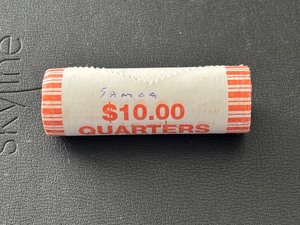 SAMOA
$10.00
QUARTERS
skyline